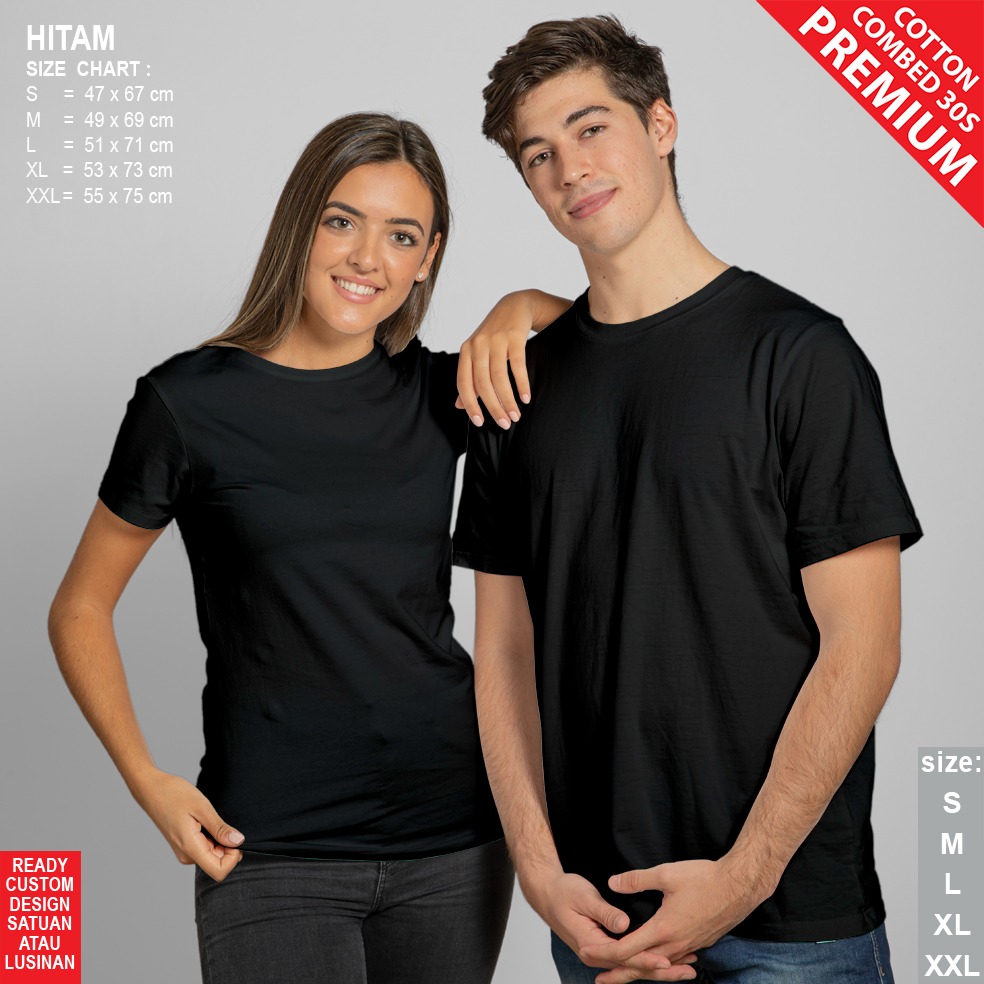 HITAM
SIZE CHART :
S = 47 x 67 cm
M = 49 x 69 cm
L = 51 x 71 cm
XL = 53 x 73 cm
XXL = 55 x 75 cm
COTTON
COMBED 30S
PREMIUM
size:
S
M
L
XL
XXL
READY
CUSTOM
DESIGN
SATUAN
ATAU
LUSINAN